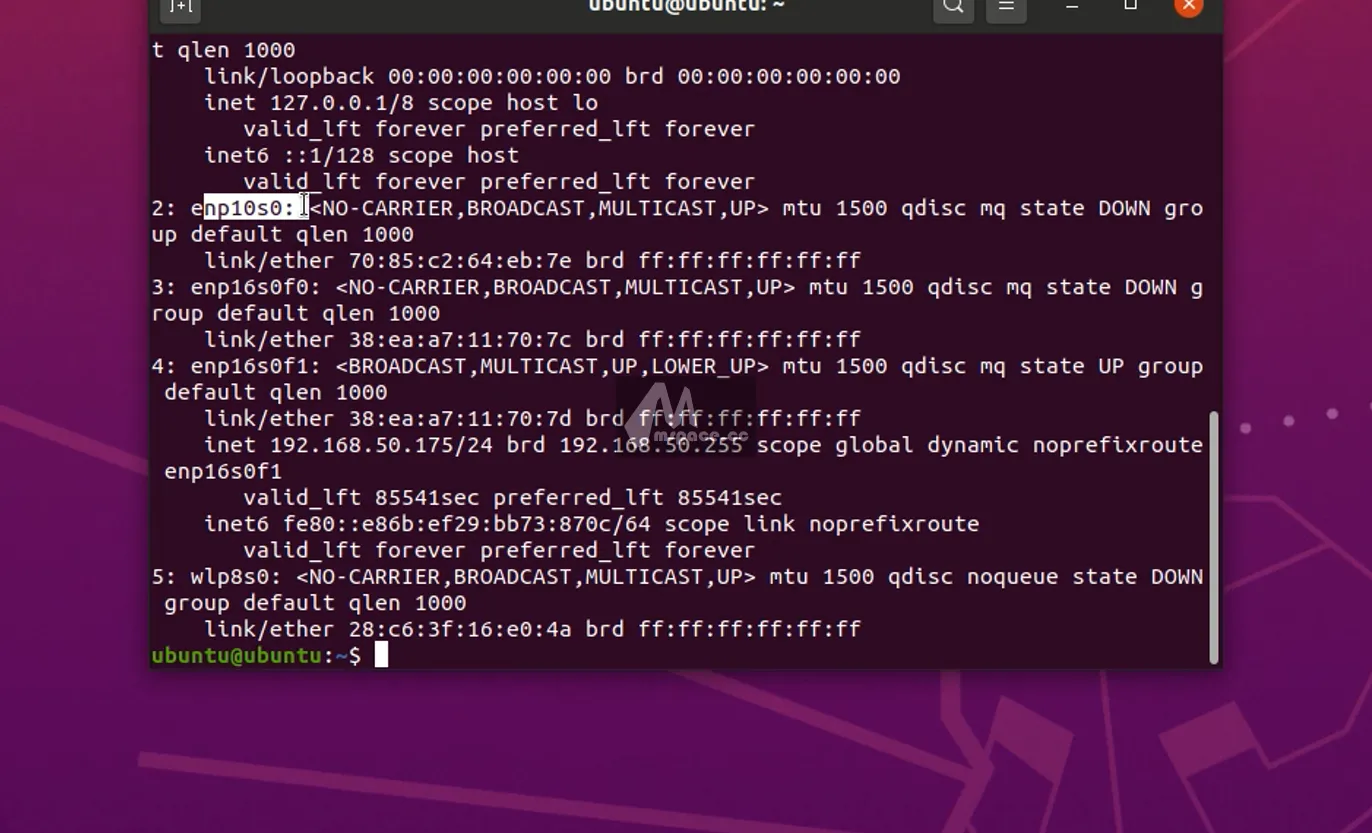 ubuntu@ubuntu: ~
t qlen 1000
link/loopback 00:00:00:00:00:00 brd 00:00:00:00:00:00
inet 127.0.0.1/8 scope host lo
valid_lft forever preferred_lft forever
inet6 ::1/128 scope host
valid_lft forever preferred_lft forever
2: enp10s0: <NO-CARRIER,BROADCAST,MULTICAST,UP> mtu 1500 qdisc mq state DOWN gro
up default qlen 1000
link/ether 70:85:c2:64:eb:7e brd ff:ff:ff:ff:ff:ff
3: enp16s0f0: <NO-CARRIER,BROADCAST,MULTICAST,UP> mtu 1500 qdisc mq state DOWN g
roup default qlen 1000
link/ether 38:ea:a7:11:70:7c brd ff:ff:ff:ff:ff:ff
4: enp16s0f1: <BROADCAST,MULTICAST,UP,LOWER_UP> mtu 1500 qdisc mq state UP group
default qlen 1000
link/ether 38:ea:a7:11:70:7d brd ff:ff:ff:ff:ff:ff
inet 192.168.50.175/24 brd 192.168.50.255 scope global dynamic noprefixroute
enp16s0f1
valid_lft 85541sec preferred_lft 85541sec
inet6 fe80::e86b:ef29:bb73:870c/64 scope link noprefixroute
valid_lft forever preferred_lft forever
5: wlp8s0: <NO-CARRIER,BROADCAST,MULTICAST,UP> mtu 1500 qdisc noqueue state DOWN
group default qlen 1000
link/ether 28:c6:3f:16:e0:4a brd ff:ff:ff:ff:ff:ff
ubuntu@ubuntu:~$